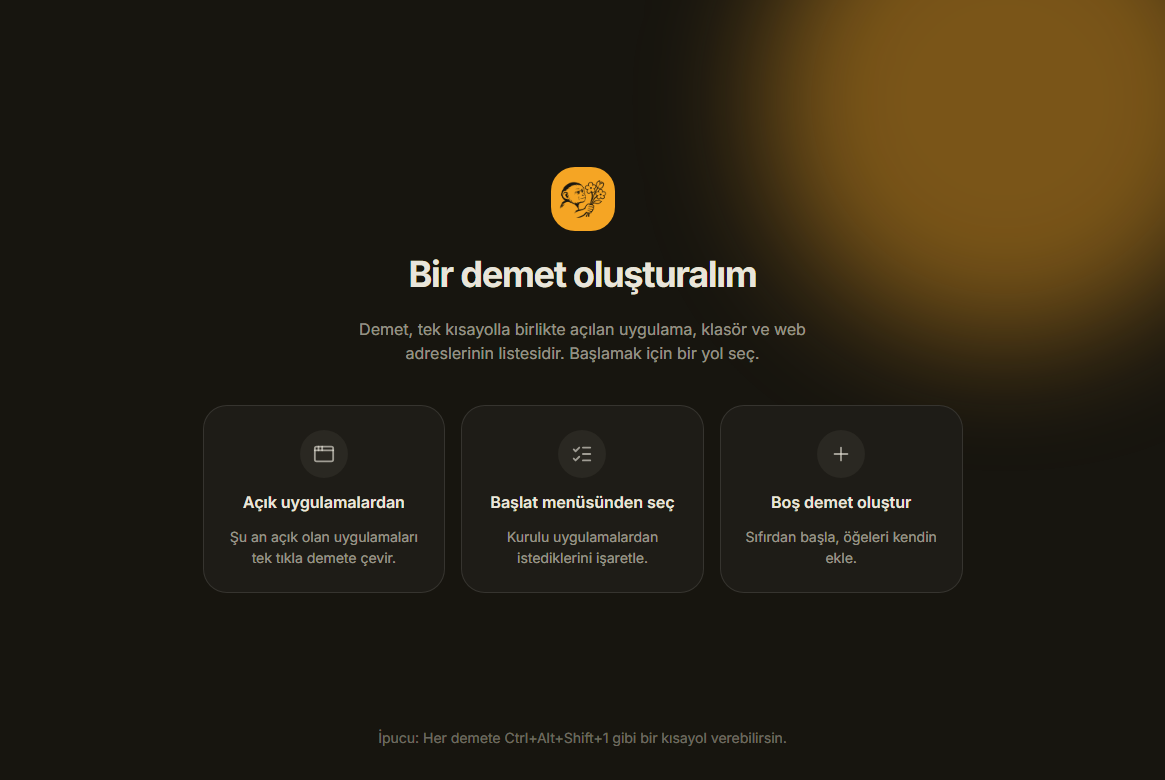 Bir demet oluşturalım
Demet, tek kısayolla birlikte açılan uygulama, klasör ve web
adreslerinin listesidir. Başlamak için bir yol seç.
Açık uygulamalardan
Şu an açık olan uygulamaları
tek tıkla demete çevir.
Başlat menüsünden seç
Kurulu uygulamalardan
istediklerini işaretle.
Boş demet oluştur
Sıfırdan başla, öğeleri kendin
ekle.
İpucu: Her demete Ctrl+Alt+Shift+1 gibi bir kısayol verebilirsin.